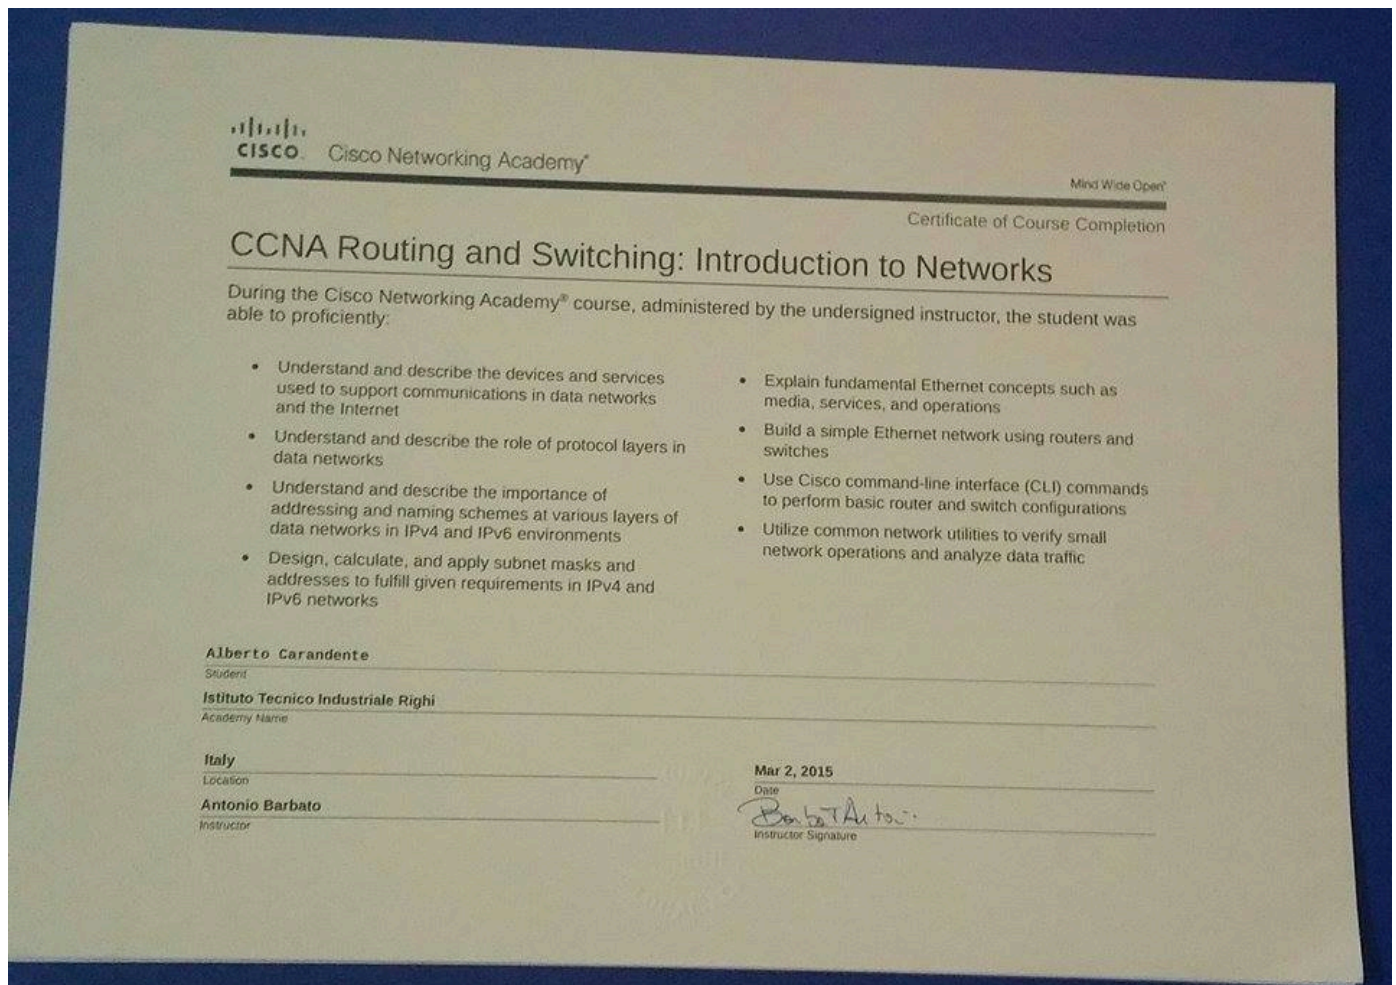 CISCO Cisco Networking Academy®
Mind Wide Open®
Certificate of Course Completion
CCNA Routing and Switching: Introduction to Networks
During the Cisco Networking Academy® course, administered by the undersigned instructor, the student was
able to proficiently:
• Understand and describe the devices and services
used to support communications in data networks
and the Internet
• Understand and describe the role of protocol layers in
data networks
• Understand and describe the importance of
addressing and naming schemes at various layers of
data networks in IPv4 and IPv6 environments
• Design, calculate, and apply subnet masks and
addresses to fulfill given requirements in IPv4 and
IPv6 networks
• Explain fundamental Ethernet concepts such as
media, services, and operations
• Build a simple Ethernet network using routers and
switches
• Use Cisco command-line interface (CLI) commands
to perform basic router and switch configurations
• Utilize common network utilities to verify small
network operations and analyze data traffic
Alberto Carandente
Student
Istituto Tecnico Industriale Righi
Academy Name
Italy
Location
Antonio Barbato
Instructor
Mar 2, 2015
Date
Instructor Signature